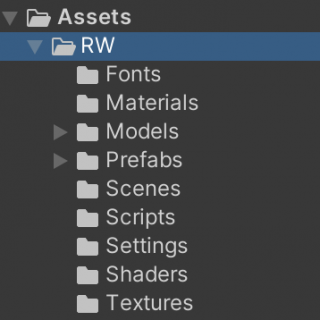 Assets
RW
Fonts
Materials
Models
Prefabs
Scenes
Scripts
Settings
Shaders
Textures